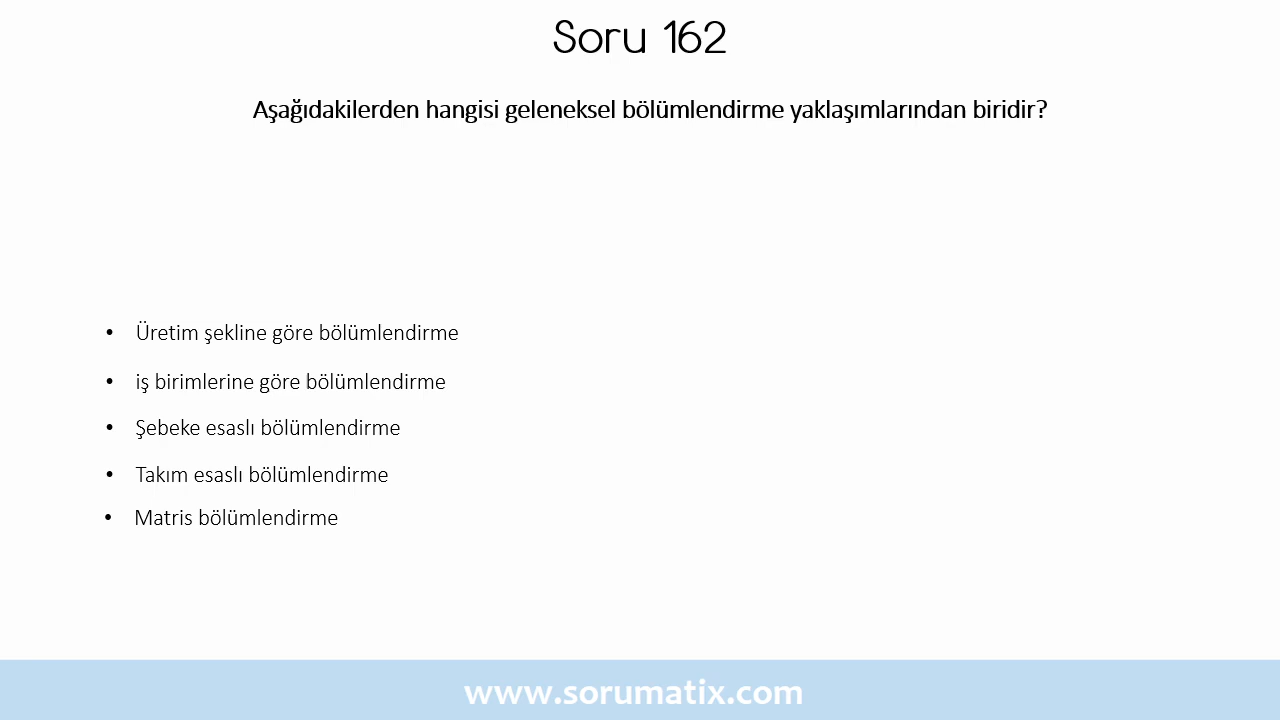 Soru 162
Aşağıdakilerden hangisi geleneksel bölümlendirme yaklaşımlarından biridir?
• Üretim şekline göre bölümlendirme
• iş birimlerine göre bölümlendirme
• Şebeke esaslı bölümlendirme
• Takım esaslı bölümlendirme
• Matris bölümlendirme
www.sorumatix.com